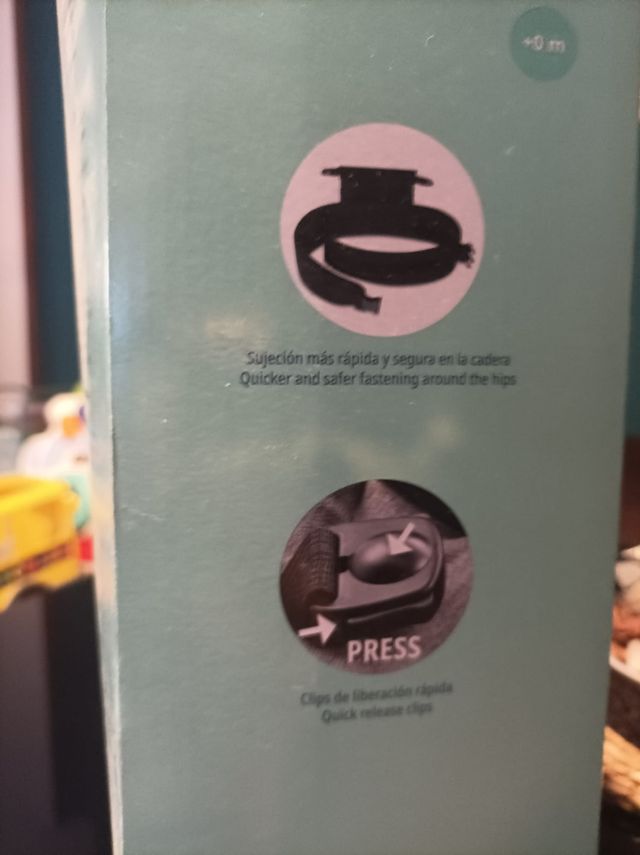 +0 m
Sujeción más rápida y segura en la cadera
Quicker and safer fastening around the hips
PRESS
Clips de liberación rápida
Quick release clips